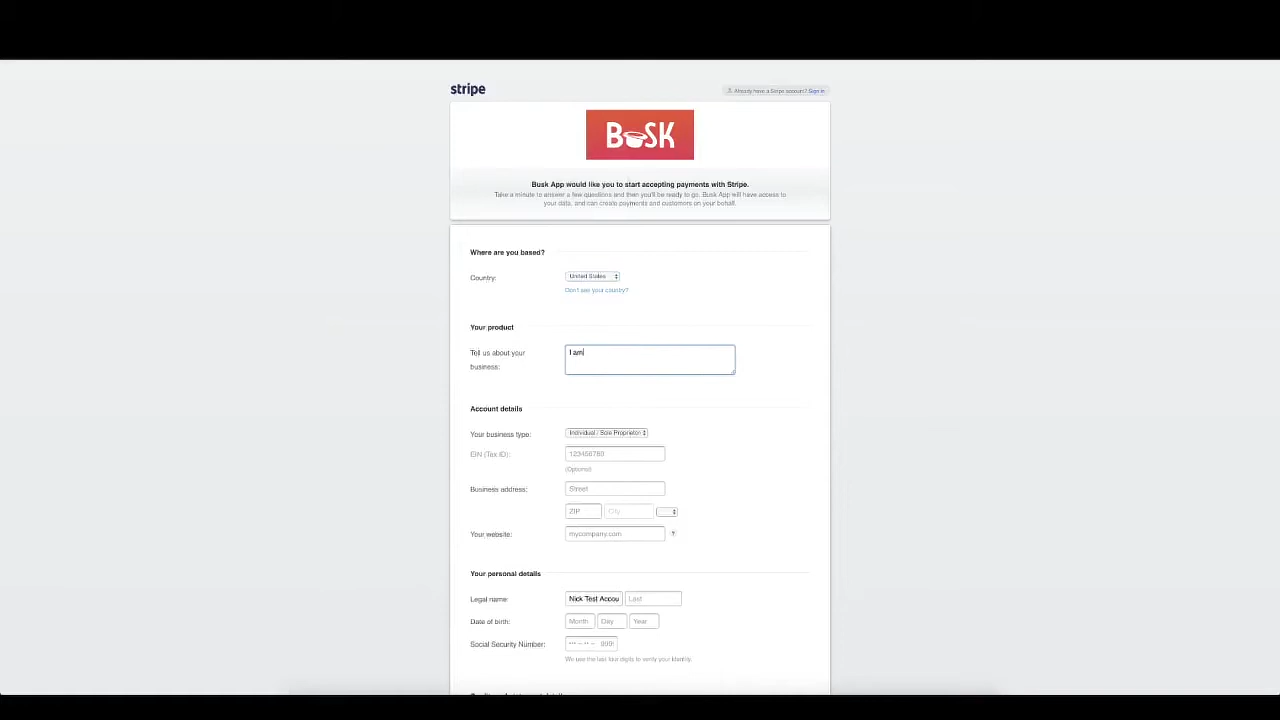 stripe
Already have a Stripe account? Sign in
BUSK
Busk App would like you to start accepting payments with Stripe.
Take a minute to answer a few questions and then you'll be ready to go. Busk App will have access to
your data, and can create payments and customers on your behalf.
Where are you based?
Country: United States
Don't see your country?
Your product
Tell us about your
business:
I am
Account details
Your business type: Individual / Sole Proprietor
EIN (Tax ID): 123456789
(Optional)
Business address: Street
ZIP City
Your website: mycompany.com ?
Your personal details
Legal name: Nick Test Accou Last
Date of birth: Month Day Year
Social Security Number:
We use the last four digits to verify your identity.